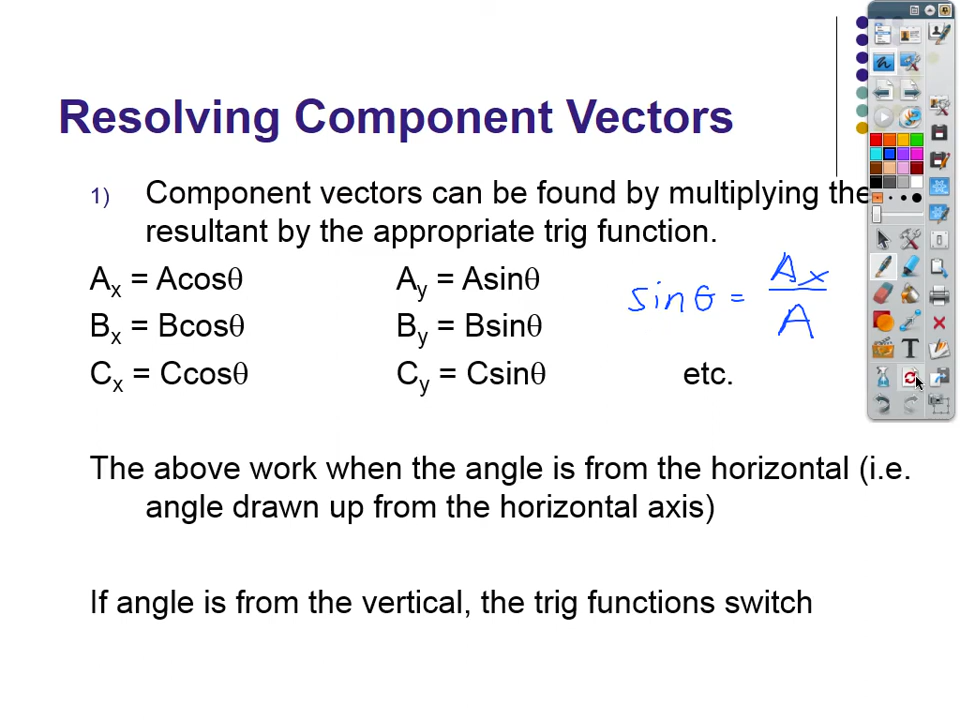 Resolving Component Vectors
1) Component vectors can be found by multiplying the
resultant by the appropriate trig function.
Ax = Acosθ Ay = Asinθ
Bx = Bcosθ By = Bsinθ
Cx = Ccosθ Cy = Csinθ etc.
sinθ = Ax/A
The above work when the angle is from the horizontal (i.e.
angle drawn up from the horizontal axis)
If angle is from the vertical, the trig functions switch